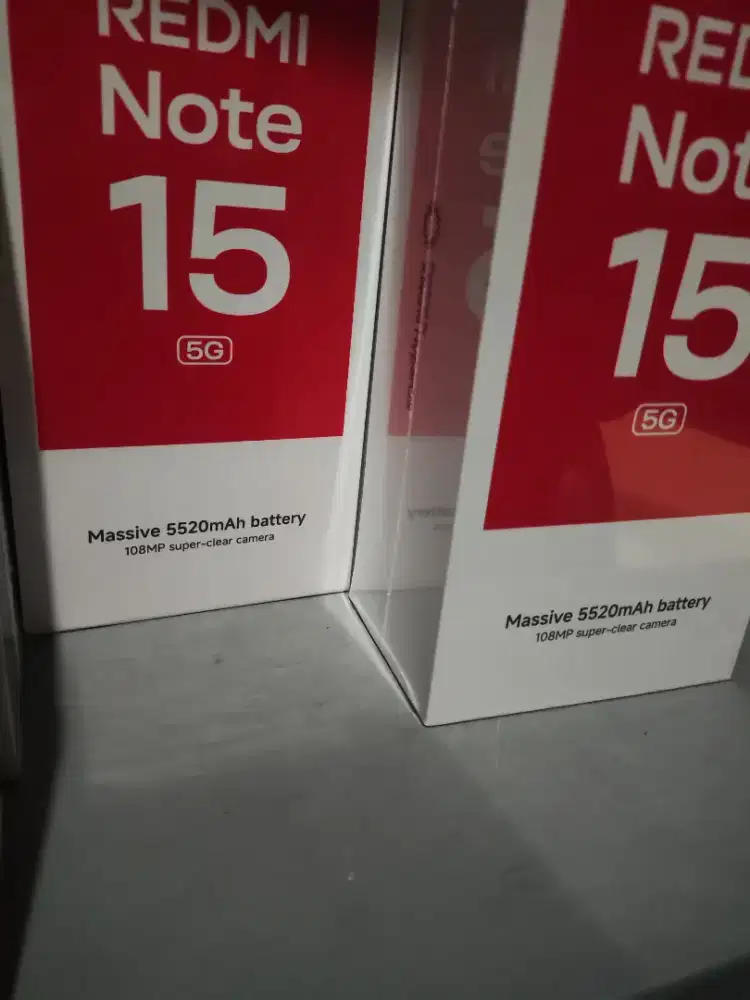 REDMI
Note
15
5G
Massive 5520mAh battery
108MP super-clear camera
RED
Not
15
5G
Massive 5520mAh battery
108MP super-clear camera